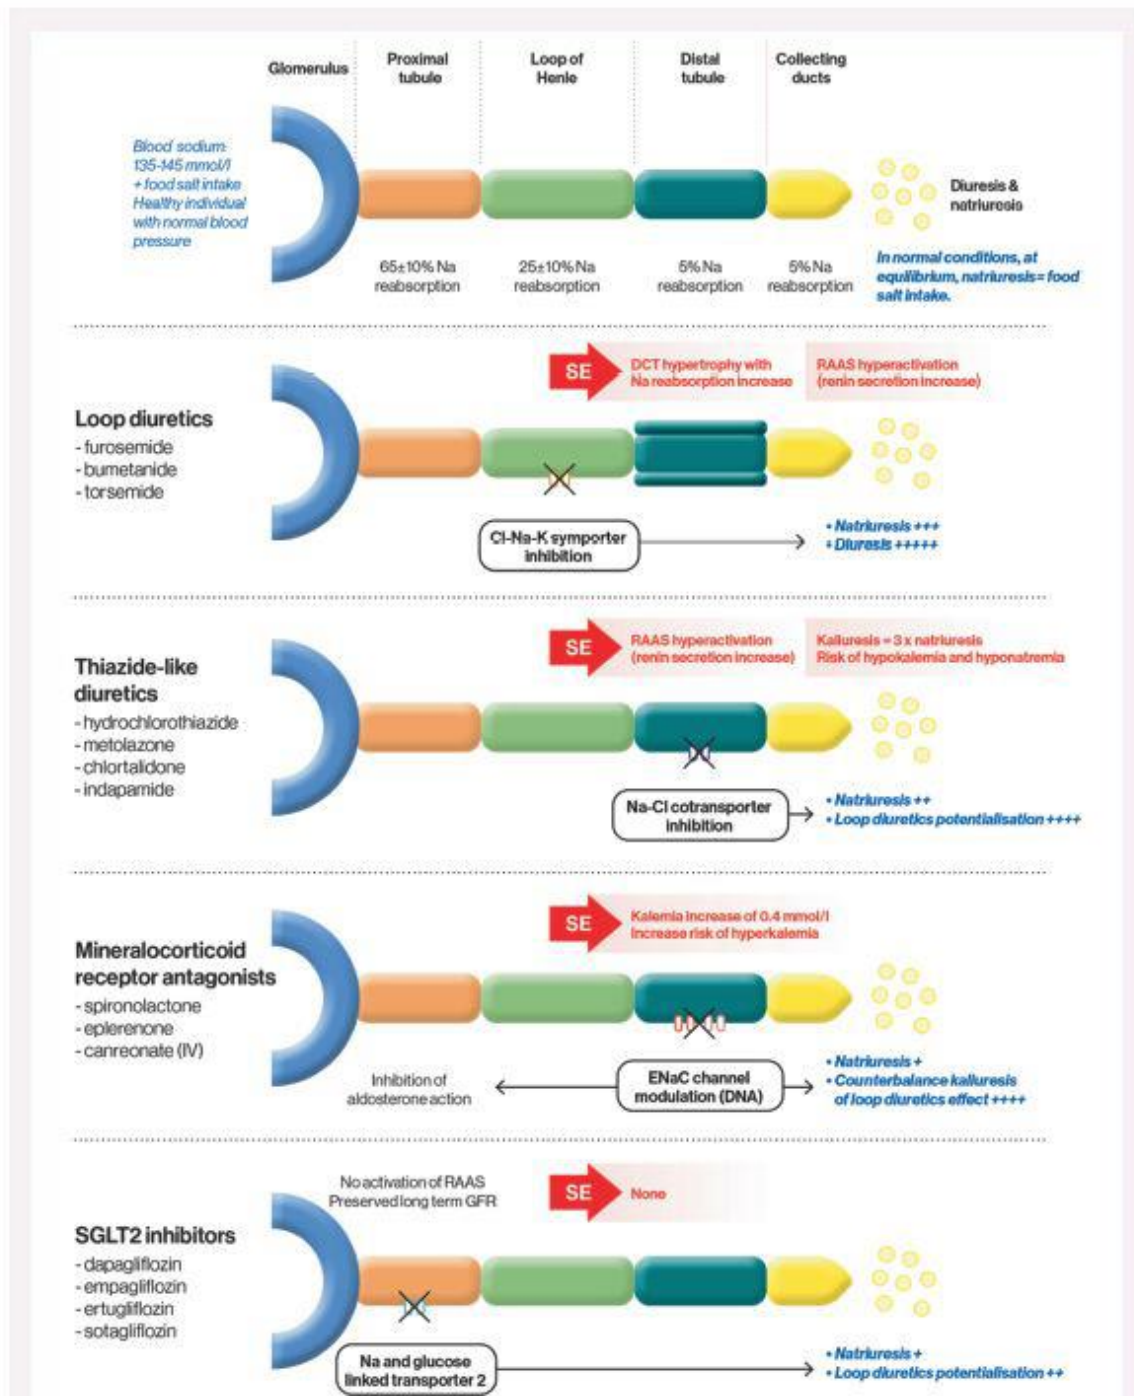 Glomerulus
Proximal
tubule
Loop of
Henle
Distal
tubule
Collecting
ducts
Blood sodium:
135-145 mmol/l
+ food salt intake
Healthy individual
with normal blood
pressure
Diuresis &
natriuresis
65±10% Na
reabsorption
25±10% Na
reabsorption
5% Na
reabsorption
5% Na
reabsorption
In normal conditions, at
equilibrium, natriuresis= food
salt intake.
SE
DCT hypertrophy with
Na reabsorption increase
RAAS hyperactivation
(renin secretion increase)
Loop diuretics
- furosemide
- bumetanide
- torsemide
Cl-Na-K symporter
inhibition
• Natriuresis +++
• Diuresis +++++
SE
RAAS hyperactivation
(renin secretion increase)
Kaliuresis = 3 x natriuresis
Risk of hypokalemia and hyponatremia
Thiazide-like
diuretics
- hydrochlorothiazide
- metolazone
- chlortalidone
- indapamide
Na-Cl cotransporter
inhibition
• Natriuresis ++
• Loop diuretics potentialisation ++++
SE
Kalemia increase of 0.4 mmol/l
Increase risk of hyperkalemia
Mineralocorticoid
receptor antagonists
- spironolactone
- eplerenone
- canreonate (IV)
Inhibition of
aldosterone action
ENaC channel
modulation (DNA)
• Natriuresis +
• Counterbalance kaliuresis
of loop diuretics effect ++++
No activation of RAAS
Preserved long term GFR
SE
None
SGLT2 inhibitors
- dapagliflozin
- empagliflozin
- ertugliflozin
- sotagliflozin
Na and glucose
linked transporter 2
• Natriuresis +
• Loop diuretics potentialisation ++